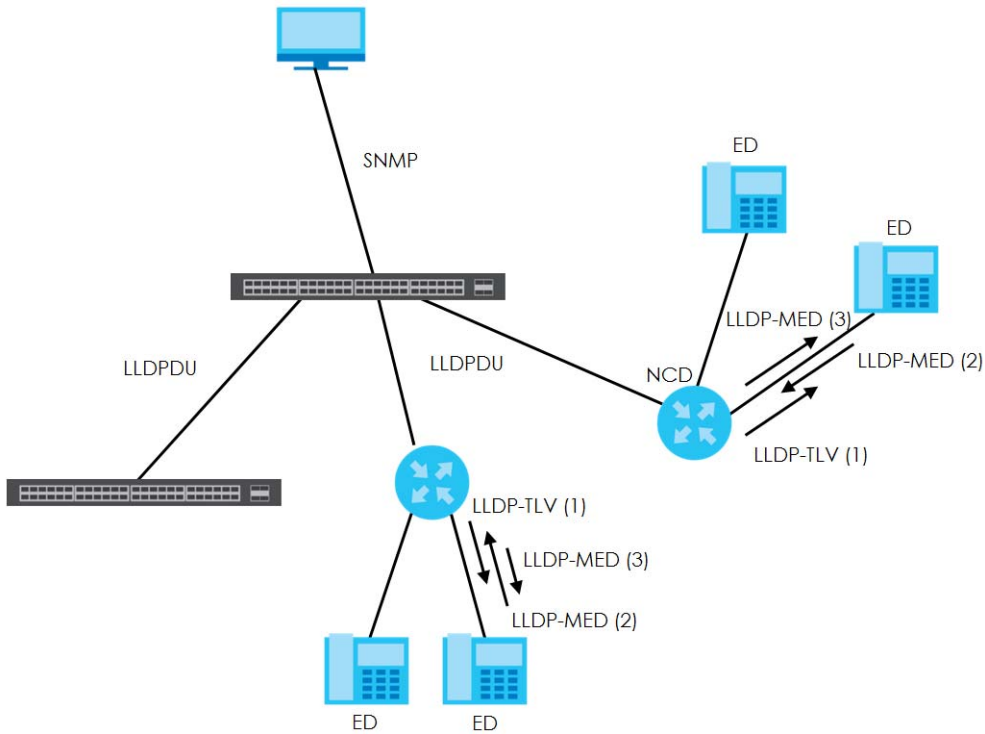 SNMP
ED
ED
LLDP-MED (3)
LLDPDU
LLDPDU
LLDP-MED (2)
NCD
LLDP-TLV (1)
LLDP-TLV (1)
LLDP-MED (3)
LLDP-MED (2)
ED
ED